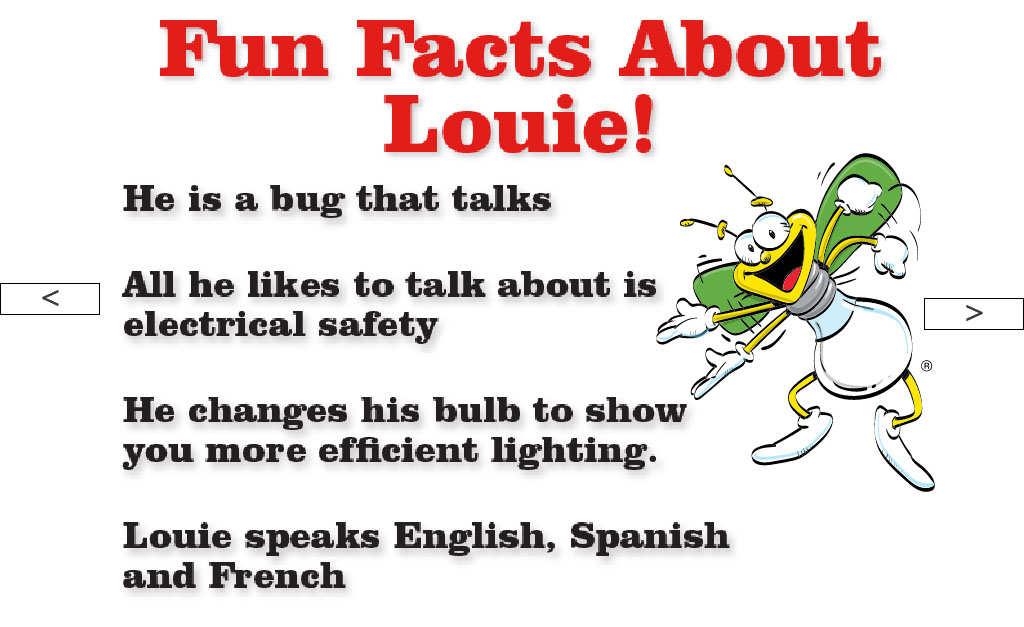 Fun Facts About
Louie!
He is a bug that talks
All he likes to talk about is
electrical safety
<
>
®
He changes his bulb to show
you more efficient lighting.
Louie speaks English, Spanish
and French